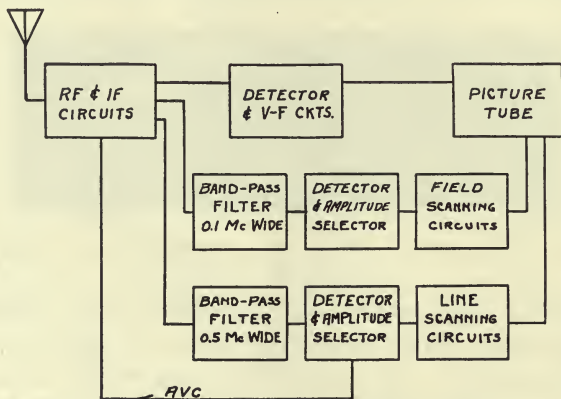 RF & IF
CIRCUITS
DETECTOR
& V-F CKTS.
PICTURE
TUBE
BAND-PASS
FILTER
0.1 Mc WIDE
DETECTOR
& AMPLITUDE
SELECTOR
FIELD
SCANNING
CIRCUITS
BAND-PASS
FILTER
0.5 Mc WIDE
DETECTOR
& AMPLITUDE
SELECTOR
LINE
SCANNING
CIRCUITS
AVC